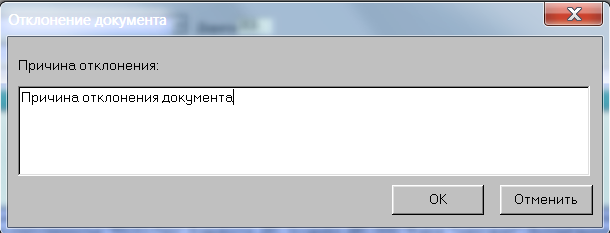 Отклонение документа
Причина отклонения:
Причина отклонения документа
OK
Отменить